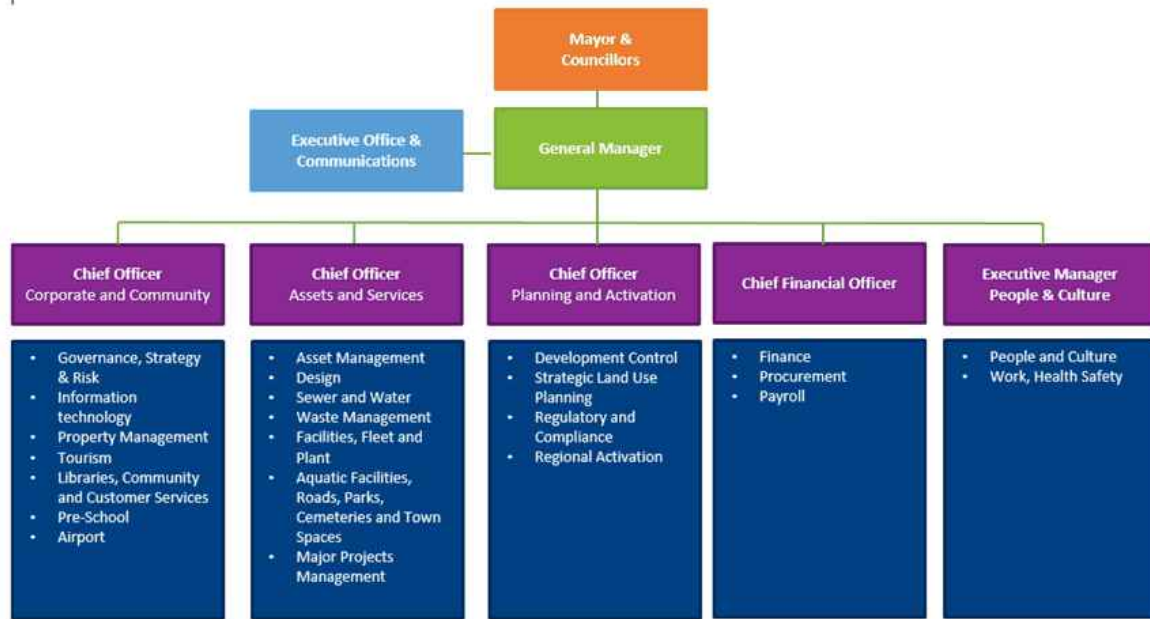 Mayor &
Councillors
Executive Office &
Communications
General Manager
Chief Officer
Corporate and Community
Chief Officer
Assets and Services
Chief Officer
Planning and Activation
Chief Financial Officer
Executive Manager
People & Culture
• Governance, Strategy
& Risk
• Information
technology
• Property Management
• Tourism
• Libraries, Community
and Customer Services
• Pre-School
• Airport
• Asset Management
• Design
• Sewer and Water
• Waste Management
• Facilities, Fleet and
Plant
• Aquatic Facilities,
Roads, Parks,
Cemeteries and Town
Spaces
• Major Projects
Management
• Development Control
• Strategic Land Use
Planning
• Regulatory and
Compliance
• Regional Activation
• Finance
• Procurement
• Payroll
• People and Culture
• Work, Health Safety